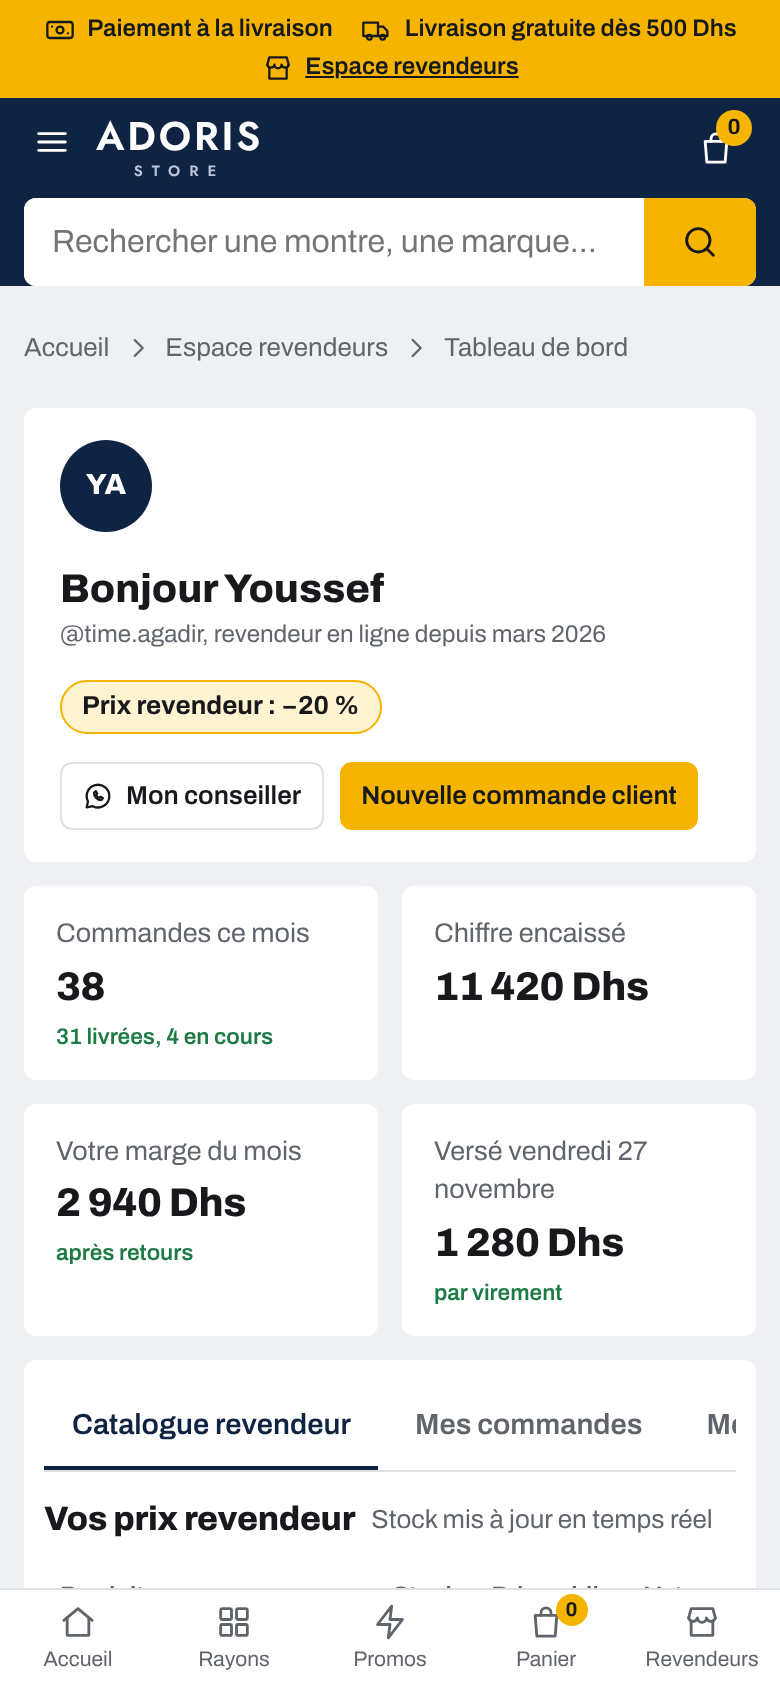 Paiement à la livraison Livraison gratuite dès 500 Dhs
Espace revendeurs
ADORIS
STORE
0
Rechercher une montre, une marque...
Accueil > Espace revendeurs > Tableau de bord
YA
Bonjour Youssef
@time.agadir, revendeur en ligne depuis mars 2026
Prix revendeur : –20 %
Mon conseiller
Nouvelle commande client
Commandes ce mois
38
31 livrées, 4 en cours
Chiffre encaissé
11 420 Dhs
Votre marge du mois
2 940 Dhs
après retours
Versé vendredi 27
novembre
1 280 Dhs
par virement
Catalogue revendeur Mes commandes
Vos prix revendeur Stock mis à jour en temps réel
0
Accueil Rayons Promos Panier Revendeurs